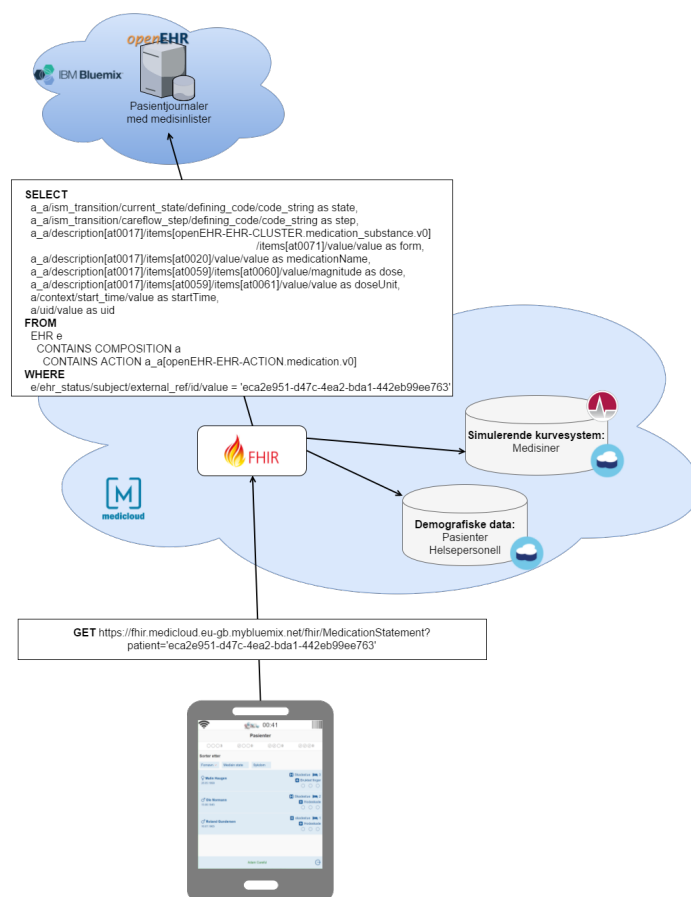 openEHR
IBM Bluemix
Pasientjournaler
med medisinlister
SELECT
a_a/ism_transition/current_state/defining_code/code_string as state,
a_a/ism_transition/careflow_step/defining_code/code_string as step,
a_a/description[at0017]/items[openEHR-EHR-CLUSTER.medication_substance.v0]
/items[at0071]/value/value as form,
a_a/description[at0017]/items[at0020]/value/value as medicationName,
a_a/description[at0017]/items[at0059]/items[at0060]/value/magnitude as dose,
a_a/description[at0017]/items[at0059]/items[at0061]/value/value as doseUnit,
a/context/start_time/value as startTime,
a/uid/value as uid
FROM
EHR e
CONTAINS COMPOSITION a
CONTAINS ACTION a_a[openEHR-EHR-ACTION.medication.v0]
WHERE
e/ehr_status/subject/external_ref/id/value = 'eca2e951-d47c-4ea2-bda1-442eb99ee763'
Simulerende kurvesystem:
Medisiner
FHIR
[M]
medicloud
Demografiske data:
Pasienter
Helsepersonell
GET https://fhir.medicloud.eu-gb.mybluemix.net/fhir/MedicationStatement?
patient='eca2e951-d47c-4ea2-bda1-442eb99ee763'
00:41
Pasienter